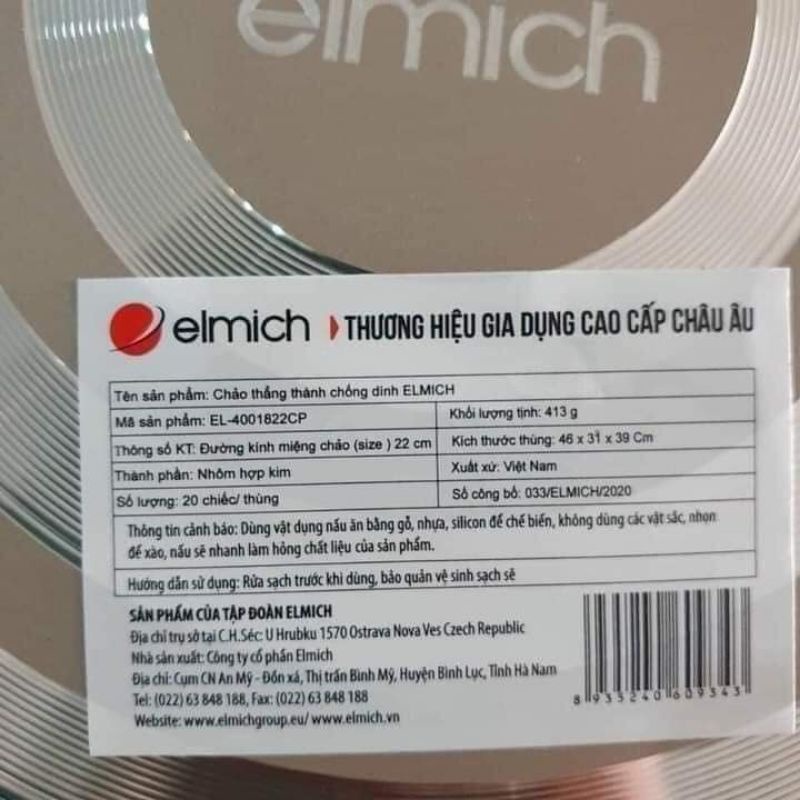 elmich
elmich THƯƠNG HIỆU GIA DỤNG CAO CẤP CHÂU ÂU
Tên sản phẩm: Chảo thẳng thành chống dính ELMICH
Mã sản phẩm: EL-4001822CP
Khối lượng tịnh: 413 g
Thông số KT: Đường kính miệng chảo (size ) 22 cm
Kích thước thùng: 46 x 31 x 39 Cm
Thành phần: Nhôm hợp kim
Xuất xứ: Việt Nam
Số lượng: 20 chiếc/ thùng
Số công bố: 033/ELMICH/2020
Thông tin cảnh báo: Dùng vật dụng nấu ăn bằng gỗ, nhựa, silicon để chế biến, không dùng các vật sắc, nhọn
để xào, nấu sẽ nhanh làm hỏng chất liệu của sản phẩm.
Hướng dẫn sử dụng: Rửa sạch trước khi dùng, bảo quản vệ sinh sạch sẽ
SẢN PHẨM CỦA TẬP ĐOÀN ELMICH
Địa chỉ trụ sở tại C.H.Séc: U Hrubku 1570 Ostrava Nova Ves Czech Republic
Nhà sản xuất: Công ty cổ phần Elmich
Địa chỉ: Cụm CN An Mỹ - Đồn xá, Thị trấn Bình Mỹ, Huyện Bình Lục, Tỉnh Hà Nam
Tel: (022) 63 848 188, Fax: (022) 63 848 188
Website: www.elmichgroup.eu/ www.elmich.vn
8 935240 609343